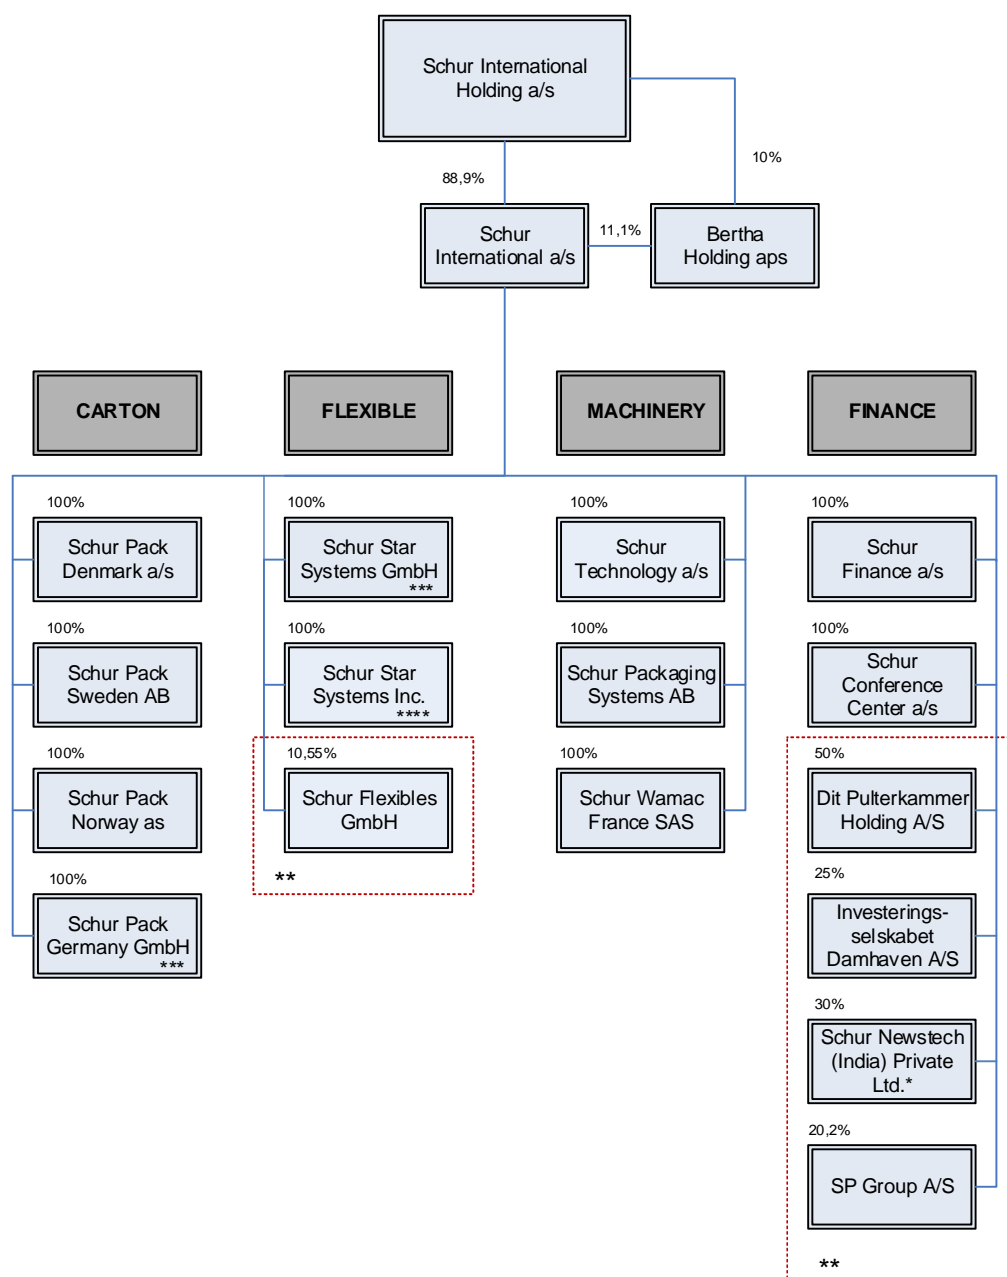 Schur International
Holding a/s
10%
88,9%
Schur
International a/s
11,1%
Bertha
Holding aps
CARTON
FLEXIBLE
MACHINERY
FINANCE
100%
Schur Pack
Denmark a/s
100%
Schur Pack
Sweden AB
100%
Schur Pack
Norway as
100%
Schur Pack
Germany GmbH
***
100%
Schur Star
Systems GmbH
***
100%
Schur Star
Systems Inc.
****
10,55%
Schur Flexibles
GmbH
**
100%
Schur
Technology a/s
100%
Schur Packaging
Systems AB
100%
Schur Wamac
France SAS
100%
Schur
Finance a/s
100%
Schur
Conference
Center a/s
50%
Dit Pulterkammer
Holding A/S
25%
Investerings-
selskabet
Damhaven A/S
30%
Schur Newstech
(India) Private
Ltd.*
20,2%
SP Group A/S
**